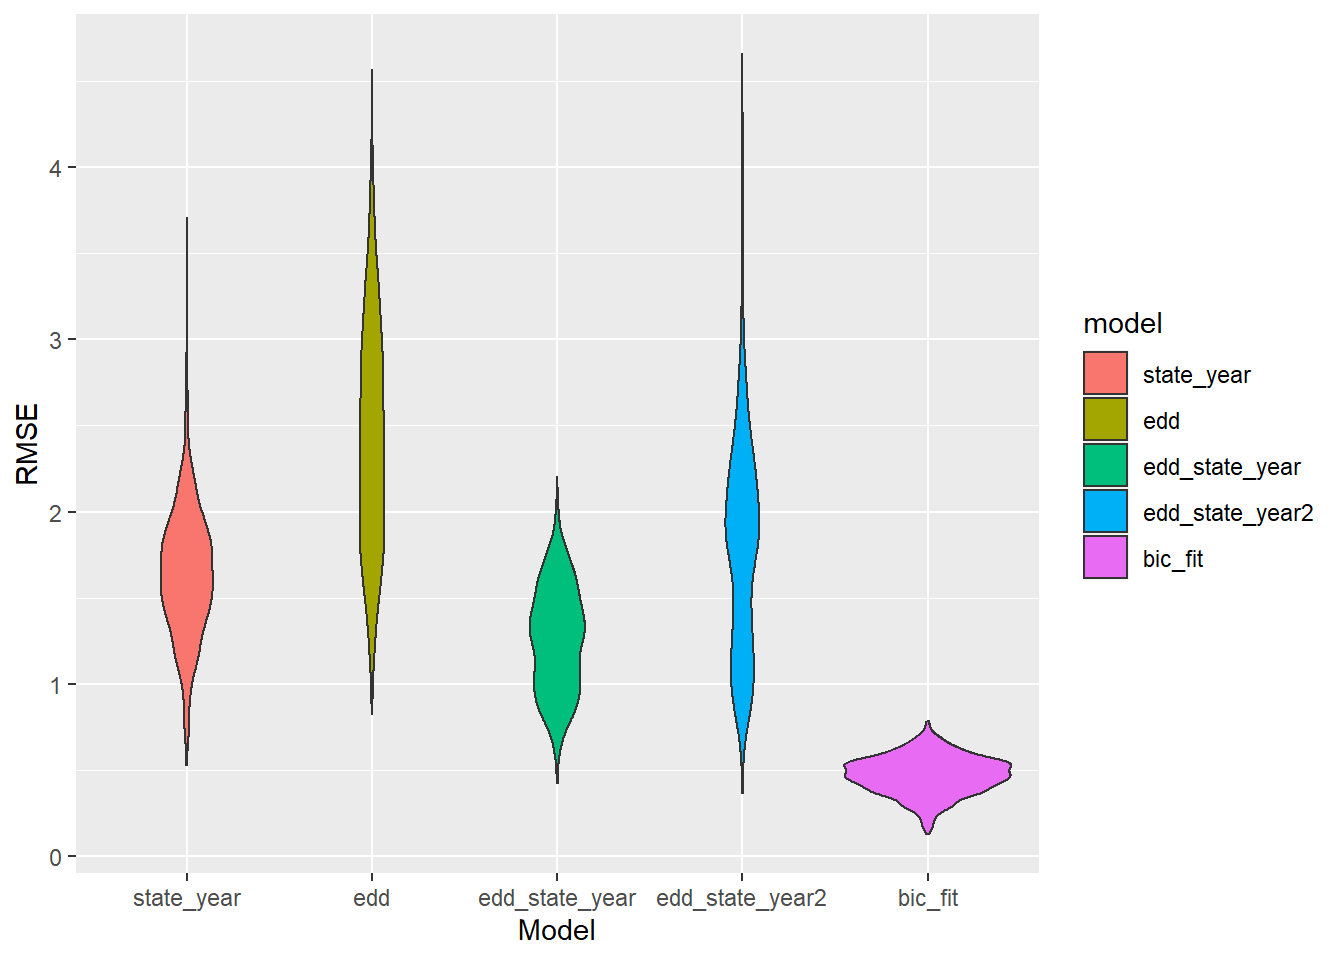 RMSE
4
3
2
1
0
state_year
edd
edd_state_year
edd_state_year2
bic_fit
Model
model
state_year
edd
edd_state_year
edd_state_year2
bic_fit